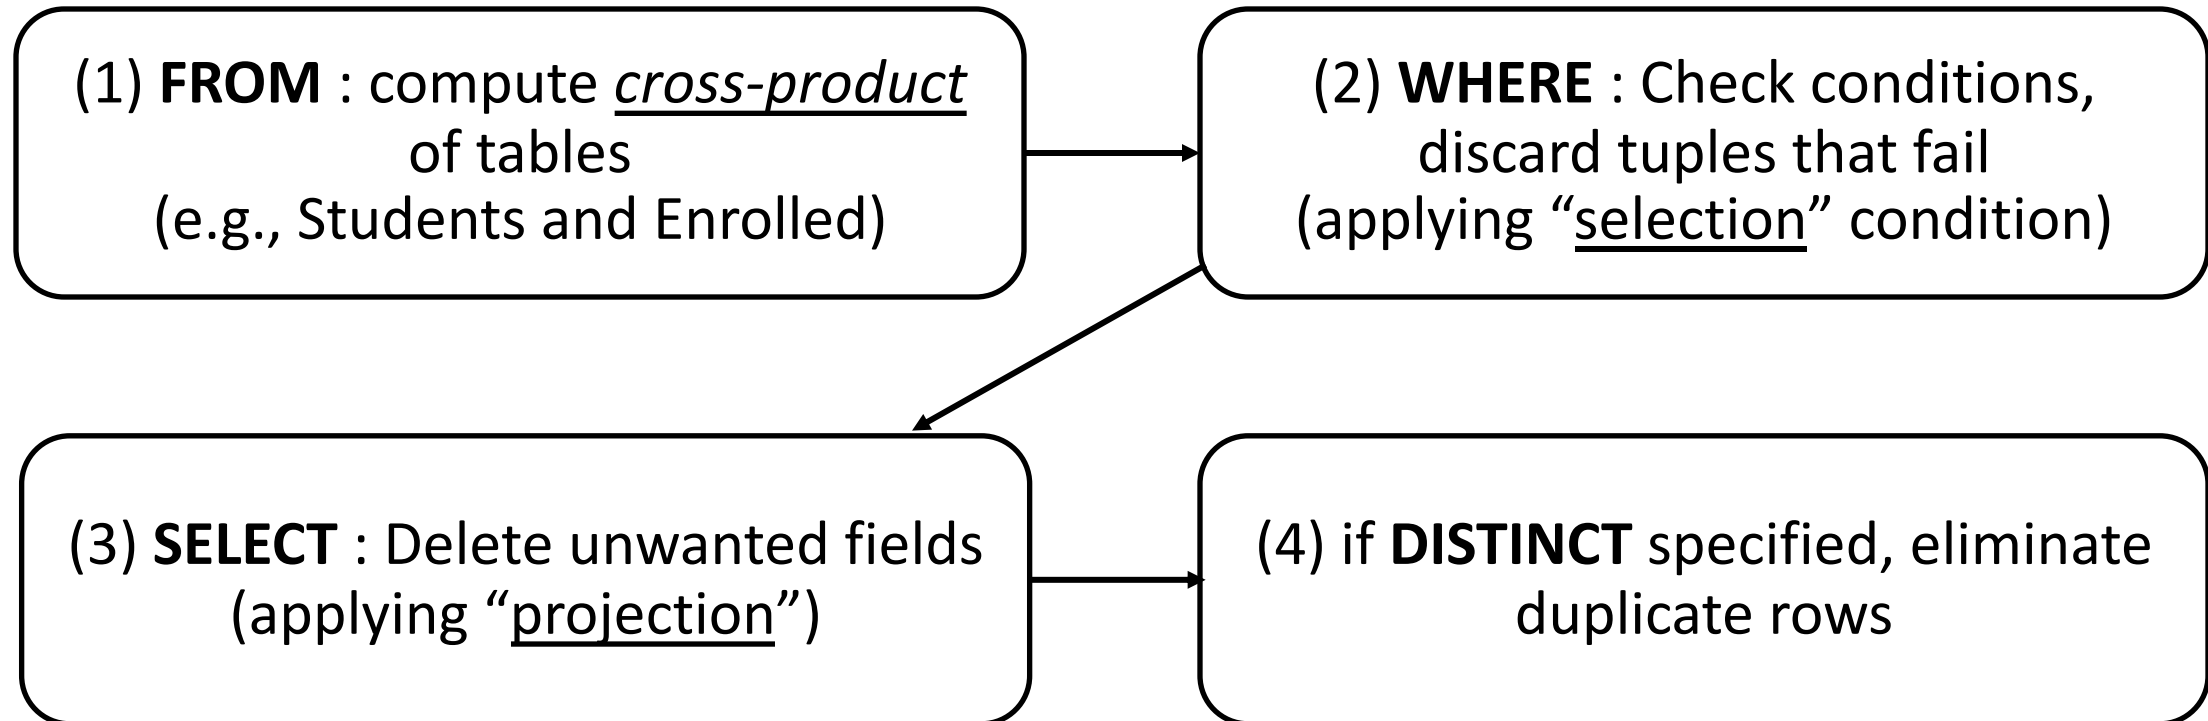 (1) FROM : compute cross-product
of tables
(e.g., Students and Enrolled)
(2) WHERE : Check conditions,
discard tuples that fail
(applying “selection” condition)
(3) SELECT : Delete unwanted fields
(applying “projection”)
(4) if DISTINCT specified, eliminate
duplicate rows